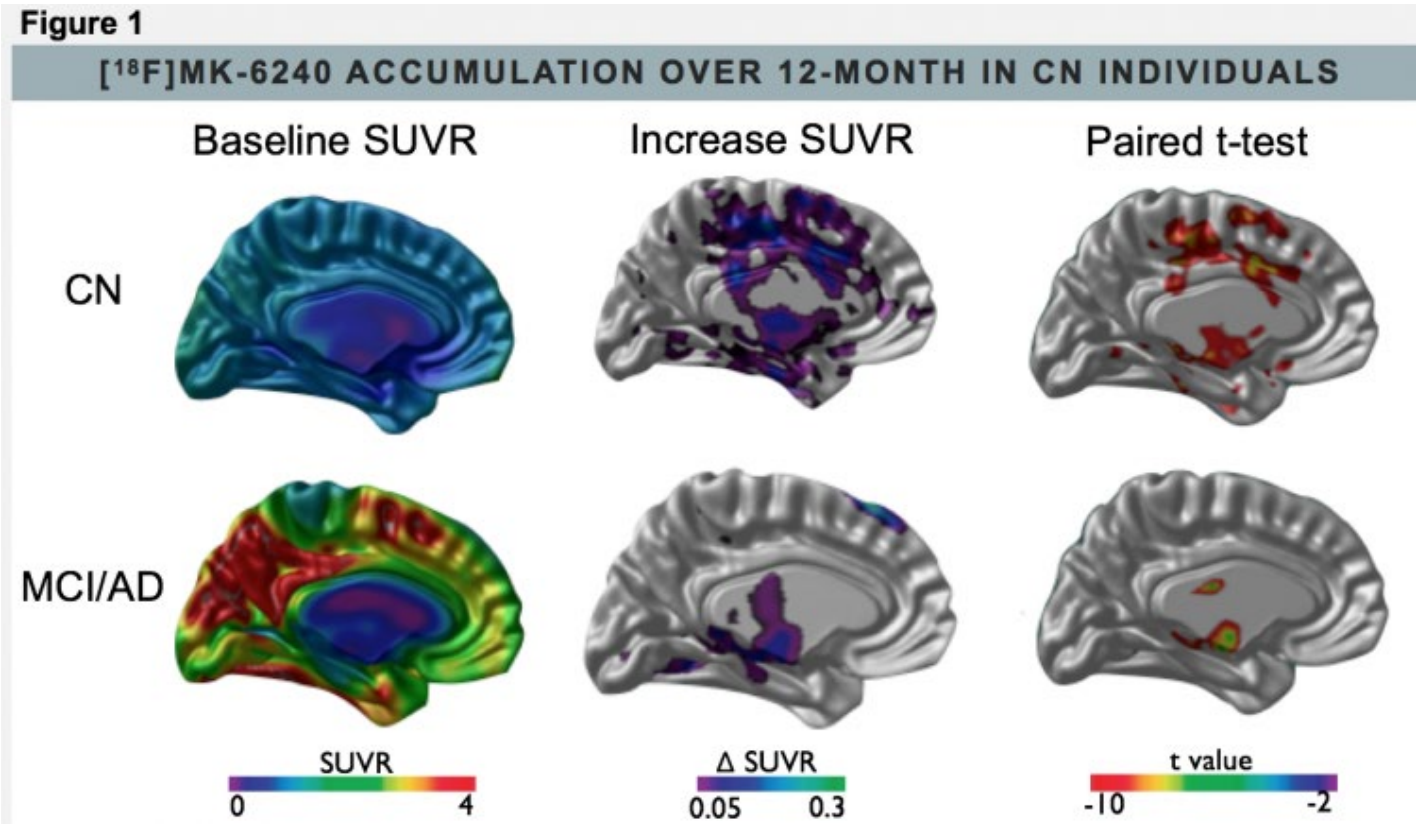 Figure 1
[¹⁸F]MK-6240 ACCUMULATION OVER 12-MONTH IN CN INDIVIDUALS
Baseline SUVR Increase SUVR Paired t-test
CN
MCI/AD
SUVR Δ SUVR t value
0 4 0.05 0.3 -10 -2